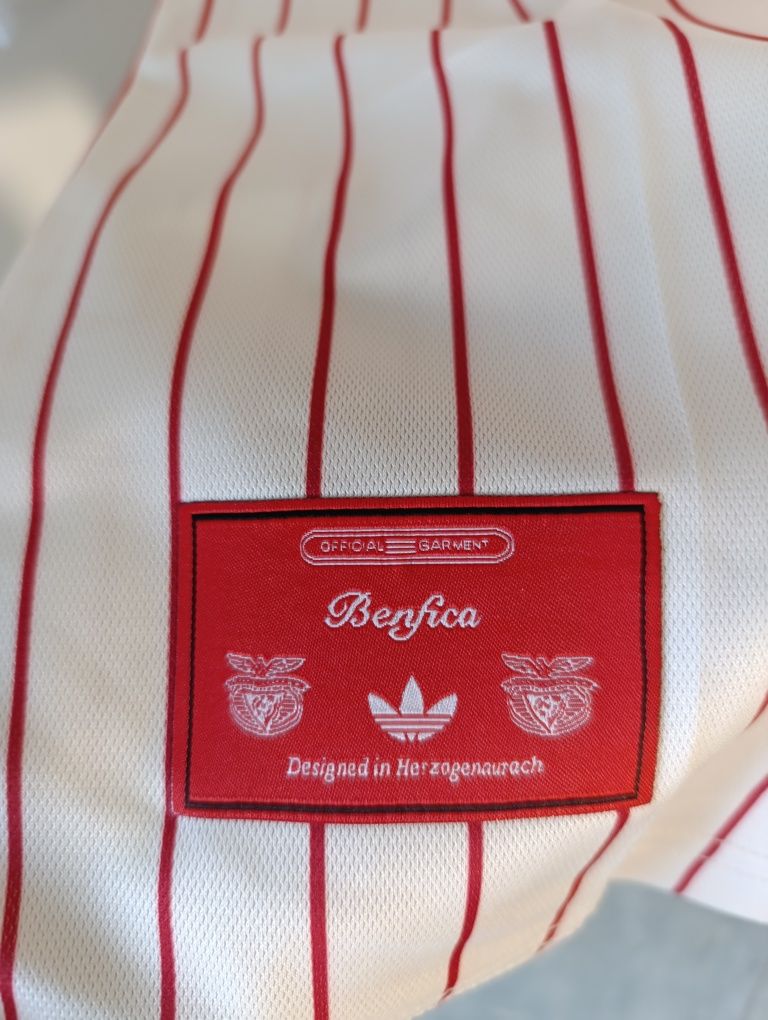 OFFICIAL GARMENT
Benfica
Designed in Herzogenaurach